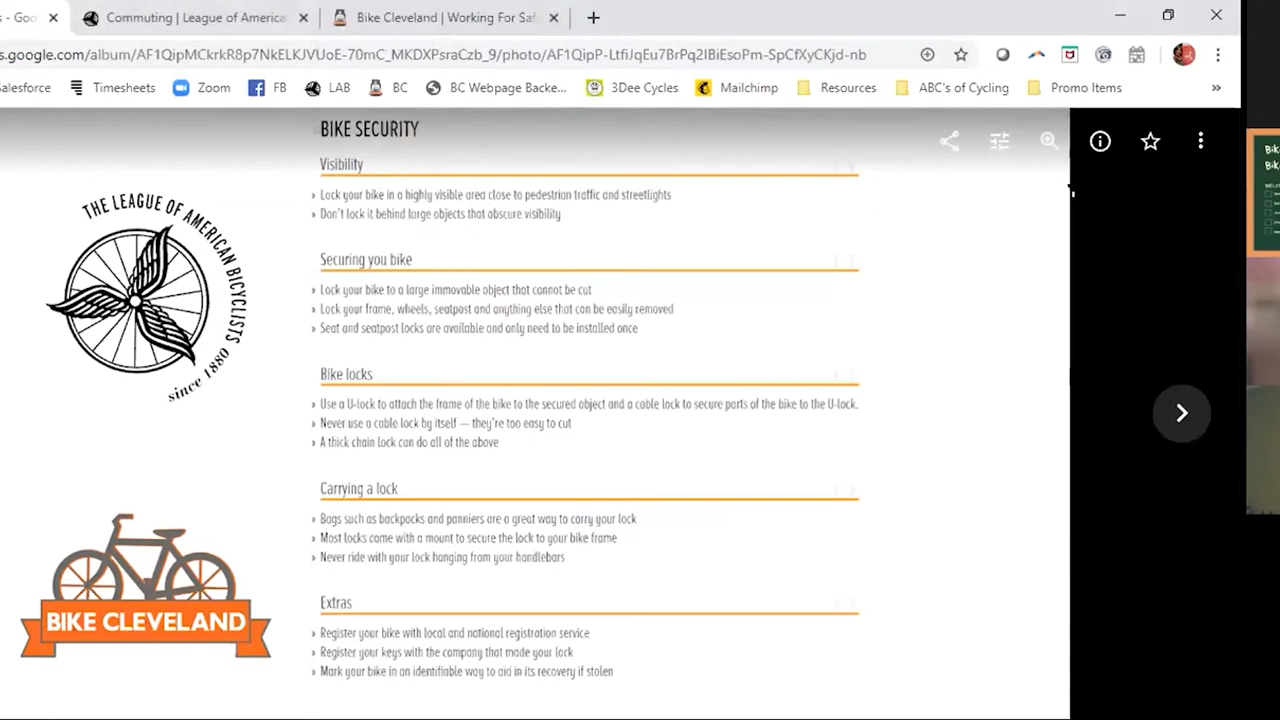 s - Goo
Commuting | League of America
Bike Cleveland | Working For Saf
s.google.com/album/AF1QipMCkrkR8p7NkELKJVUoE-70mC_MKDXPsraCzb_9/photo/AF1QipP-LtfiJqEu7BrPq2IBiEsoPm-SpCfXyCKjd-nb
Salesforce Timesheets Zoom FB LAB BC BC Webpage Backe... 3Dee Cycles Mailchimp Resources ABC's of Cycling Promo Items »
THE LEAGUE OF AMERICAN BICYCLISTS
since 1880
BIKE CLEVELAND
BIKE SECURITY
Visibility
» Lock your bike in a highly visible area close to pedestrian traffic and streetlights
» Don't lock it behind large objects that obscure visibility
Securing you bike
» Lock your bike to a large immovable object that cannot be cut
» Lock your frame, wheels, seatpost and anything else that can be easily removed
» Seat and seatpost locks are available and only need to be installed once
Bike locks
» Use a U-lock to attach the frame of the bike to the secured object and a cable lock to secure parts of the bike to the U-lock.
» Never use a cable lock by itself — they're too easy to cut
» A thick chain lock can do all of the above
Carrying a lock
» Bags such as backpacks and panniers are a great way to carry your lock
» Most locks come with a mount to secure the lock to your bike frame
» Never ride with your lock hanging from your handlebars
Extras
» Register your bike with local and national registration service
» Register your keys with the company that made your lock
» Mark your bike in an identifiable way to aid in its recovery if stolen